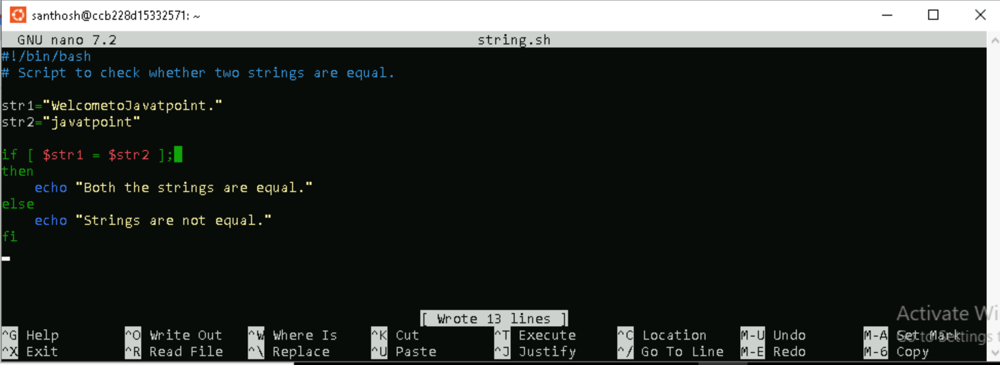 santhosh@ccb228d15332571: ~
GNU nano 7.2 string.sh
#!/bin/bash
# Script to check whether two strings are equal.
str1="WelcometoJavatpoint."
str2="javatpoint"
if [ $str1 = $str2 ];
then
    echo "Both the strings are equal."
else
    echo "Strings are not equal."
fi
[ Wrote 13 lines ]
Activate Wi
^G Help ^O Write Out ^W Where Is ^K Cut ^T Execute ^C Location M-U Undo M-A Set Mark
Go to Settings t
^X Exit ^R Read File ^\ Replace ^U Paste ^J Justify ^/ Go To Line M-E Redo M-6 Copy